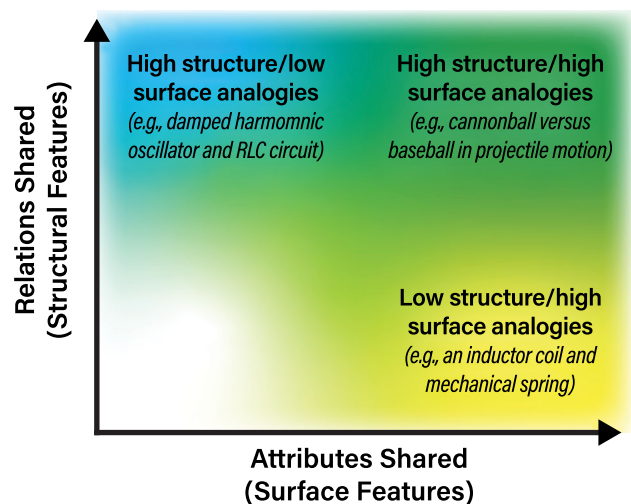 High structure/low
surface analogies
(e.g., damped harmomnic
oscillator and RLC circuit)
High structure/high
surface analogies
(e.g., cannonball versus
baseball in projectile motion)
Low structure/high
surface analogies
(e.g., an inductor coil and
mechanical spring)
Relations Shared
(Structural Features)
Attributes Shared
(Surface Features)